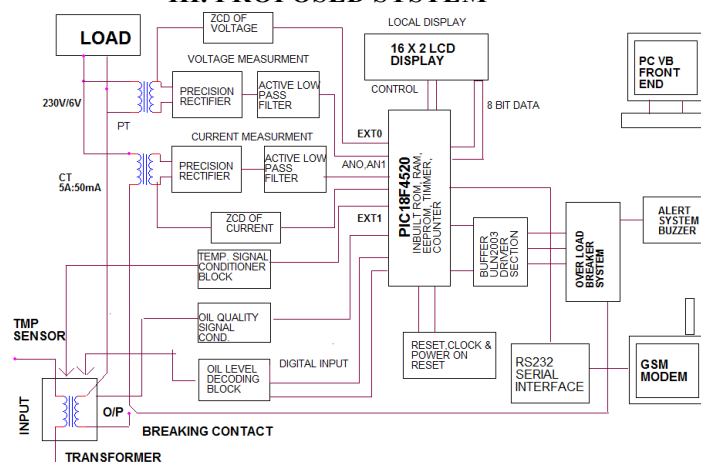 III. PROPOSED SYSTEM
LOAD
ZCD OF
VOLTAGE
LOCAL DISPLAY
16 X 2 LCD
DISPLAY
PC VB
FRONT
END
VOLTAGE MEASURMENT
230V/6V
PT
PRECISION
RECTIFIER
ACTIVE LOW
PASS
FILTER
CONTROL
8 BIT DATA
EXT0
CURRENT MEASURMENT
CT
5A:50mA
PRECISION
RECTIFIER
ACTIVE LOW
PASS
FILTER
ANO,AN1
PIC18F4520
INBUILT ROM, RAM,
EEPROM, TIMMER,
COUNTER
ZCD OF
CURRENT
EXT1
BUFFER
ULN2003
DRIVER
SECTION
OVER LOAD
BREAKER
SYSTEM
ALERT
SYSTEM
BUZZER
TEMP. SIGNAL
CONDITIONER
BLOCK
TMP
SENSOR
OIL QUALITY
SIGNAL
COND.
RESET,CLOCK &
POWER ON
RESET
OIL LEVEL
DECODING
BLOCK
DIGITAL INPUT
RS232
SERIAL
INTERFACE
GSM
MODEM
INPUT
O/P
BREAKING CONTACT
TRANSFORMER